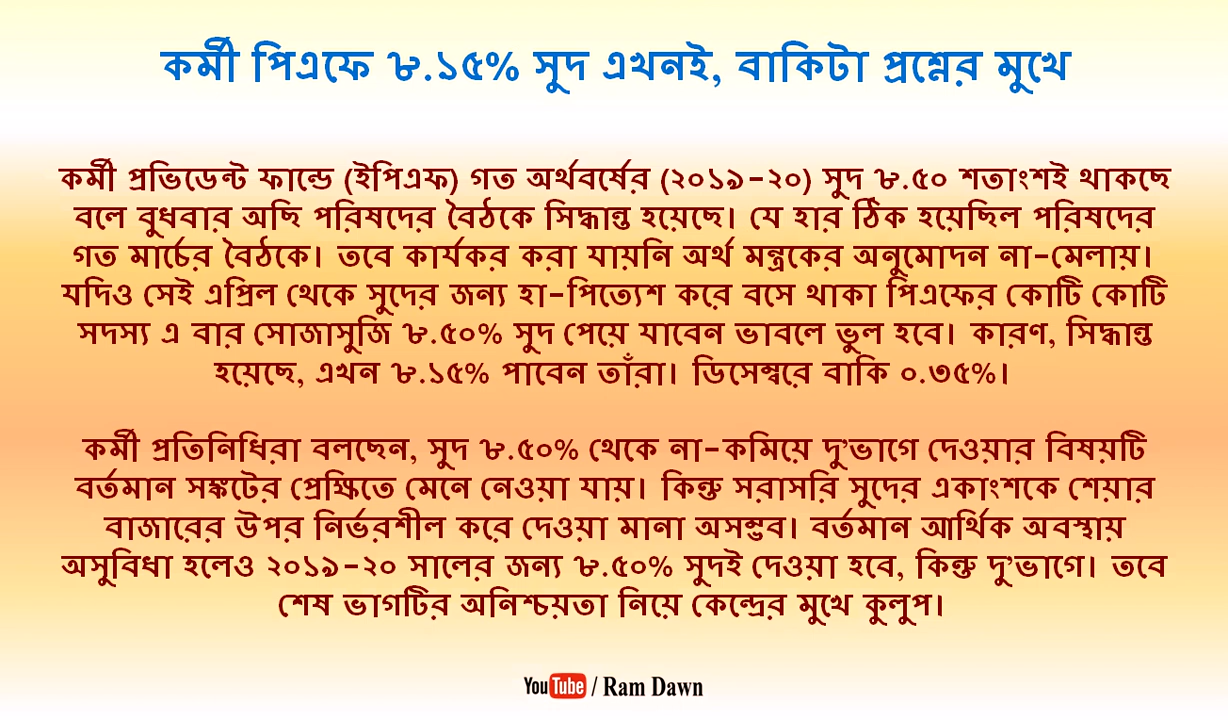 কর্মী পিএফে ৮.১৫% সুদ এখনই, বাকিটা প্রশ্নের মুখে
কর্মী প্রভিডেন্ট ফান্ডে (ইপিএফ) গত অর্থবর্ষের (২০১৯-২০) সুদ ৮.৫০ শতাংশই থাকছে
বলে বুধবার অছি পরিষদের বৈঠকে সিদ্ধান্ত হয়েছে। যে হার ঠিক হয়েছিল পরিষদের
গত মার্চের বৈঠকে। তবে কার্যকর করা যায়নি অর্থ মন্ত্রকের অনুমোদন না-মেলায়।
যদিও সেই এপ্রিল থেকে সুদের জন্য হা-পিত্যেশ করে বসে থাকা পিএফের কোটি কোটি
সদস্য এ বার সোজাসুজি ৮.৫০% সুদ পেয়ে যাবেন ভাবলে ভুল হবে। কারণ, সিদ্ধান্ত
হয়েছে, এখন ৮.১৫% পাবেন তাঁরা। ডিসেম্বরে বাকি ০.৩৫%।
কর্মী প্রতিনিধিরা বলছেন, সুদ ৮.৫০% থেকে না-কমিয়ে দু’ভাগে দেওয়ার বিষয়টি
বর্তমান সঙ্কটের প্রেক্ষিতে মেনে নেওয়া যায়। কিন্তু সরাসরি সুদের একাংশকে শেয়ার
বাজারের উপর নির্ভরশীল করে দেওয়া মানা অসম্ভব। বর্তমান আর্থিক অবস্থায়
অসুবিধা হলেও ২০১৯-২০ সালের জন্য ৮.৫০% সুদই দেওয়া হবে, কিন্তু দু’ভাগে। তবে
শেষ ভাগটির অনিশ্চয়তা নিয়ে কেন্দ্রের মুখে কুলুপ।
YouTube / Ram Dawn